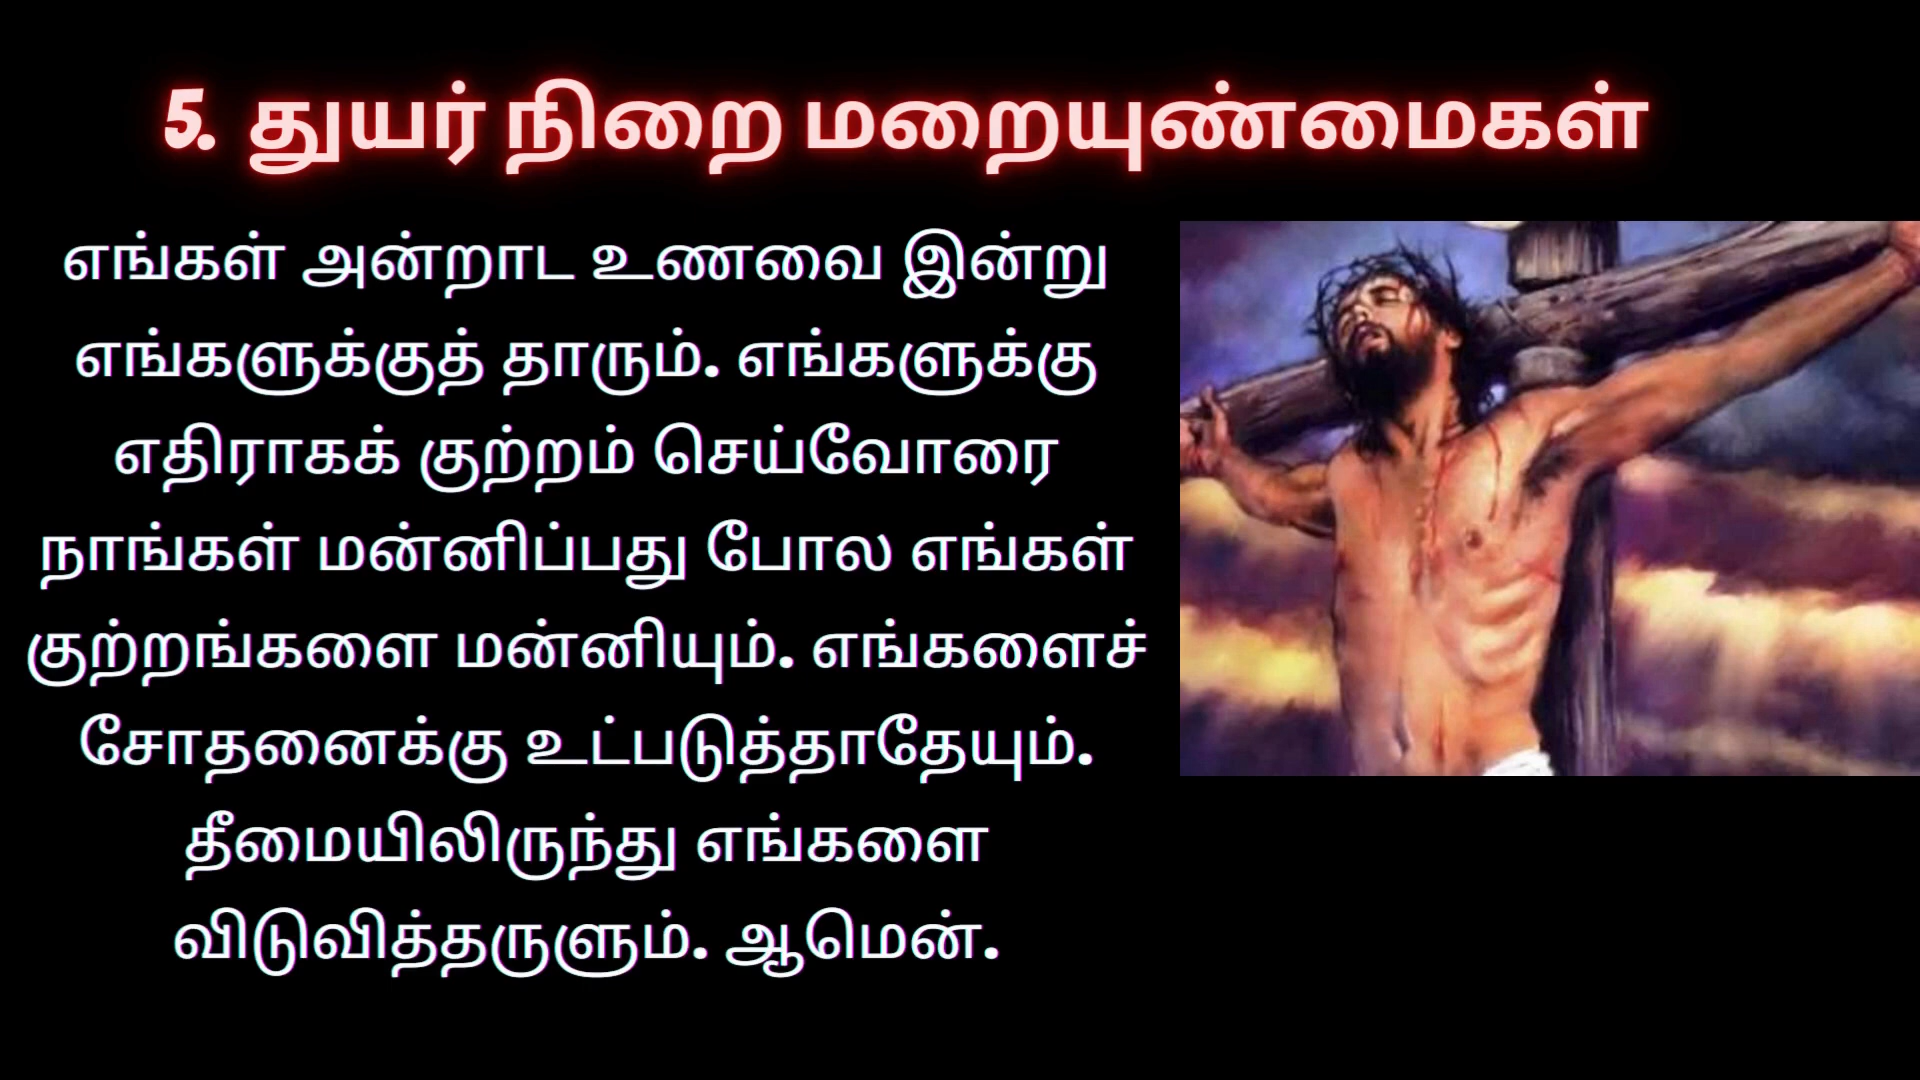 5. துயர் நிறை மறையுண்மைகள்
எங்கள் அன்றாட உணவை இன்று
எங்களுக்குத் தாரும். எங்களுக்கு
எதிராகக் குற்றம் செய்வோரை
நாங்கள் மன்னிப்பது போல எங்கள்
குற்றங்களை மன்னியும். எங்களைச்
சோதனைக்கு உட்படுத்தாதேயும்.
தீமையிலிருந்து எங்களை
விடுவித்தருளும். ஆமென்.